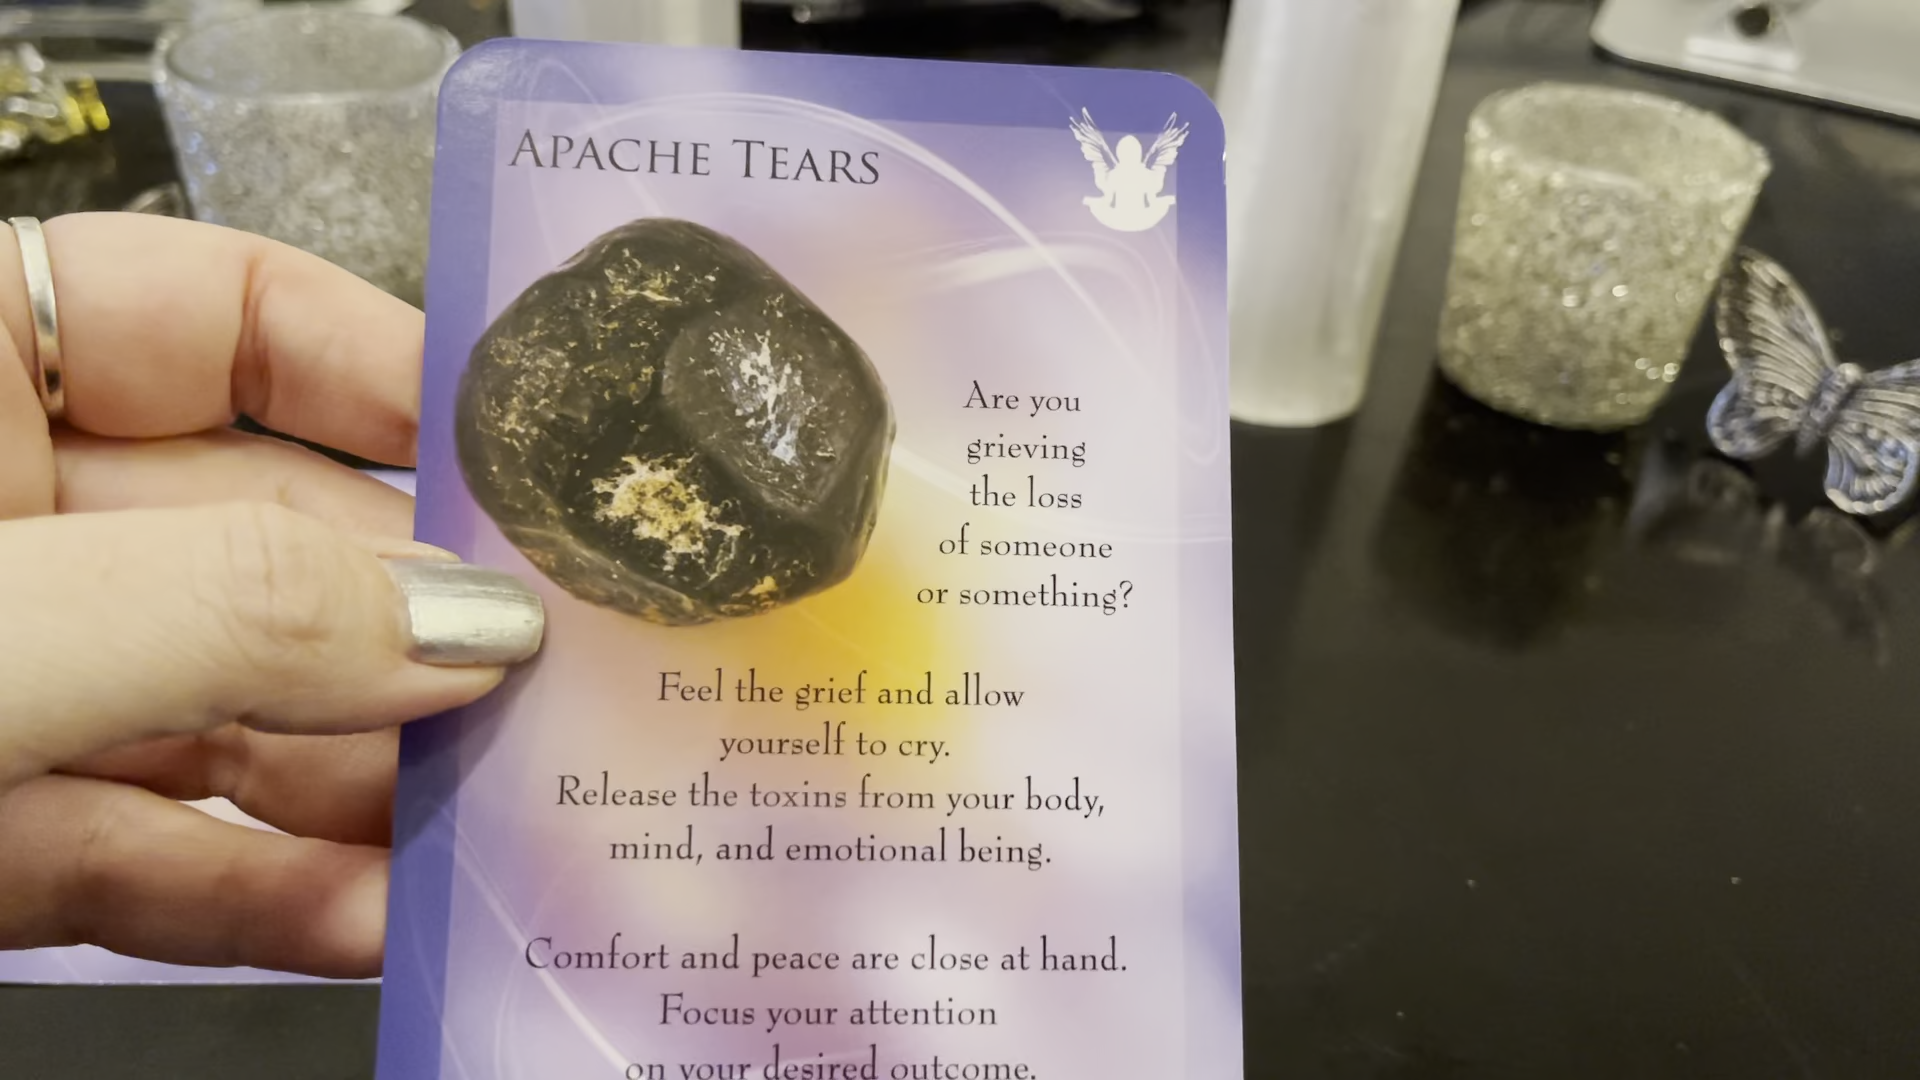 APACHE TEARS
Are you
grieving
the loss
of someone
or something?
Feel the grief and allow
yourself to cry.
Release the toxins from your body,
mind, and emotional being.
Comfort and peace are close at hand.
Focus your attention
on your desired outcome.